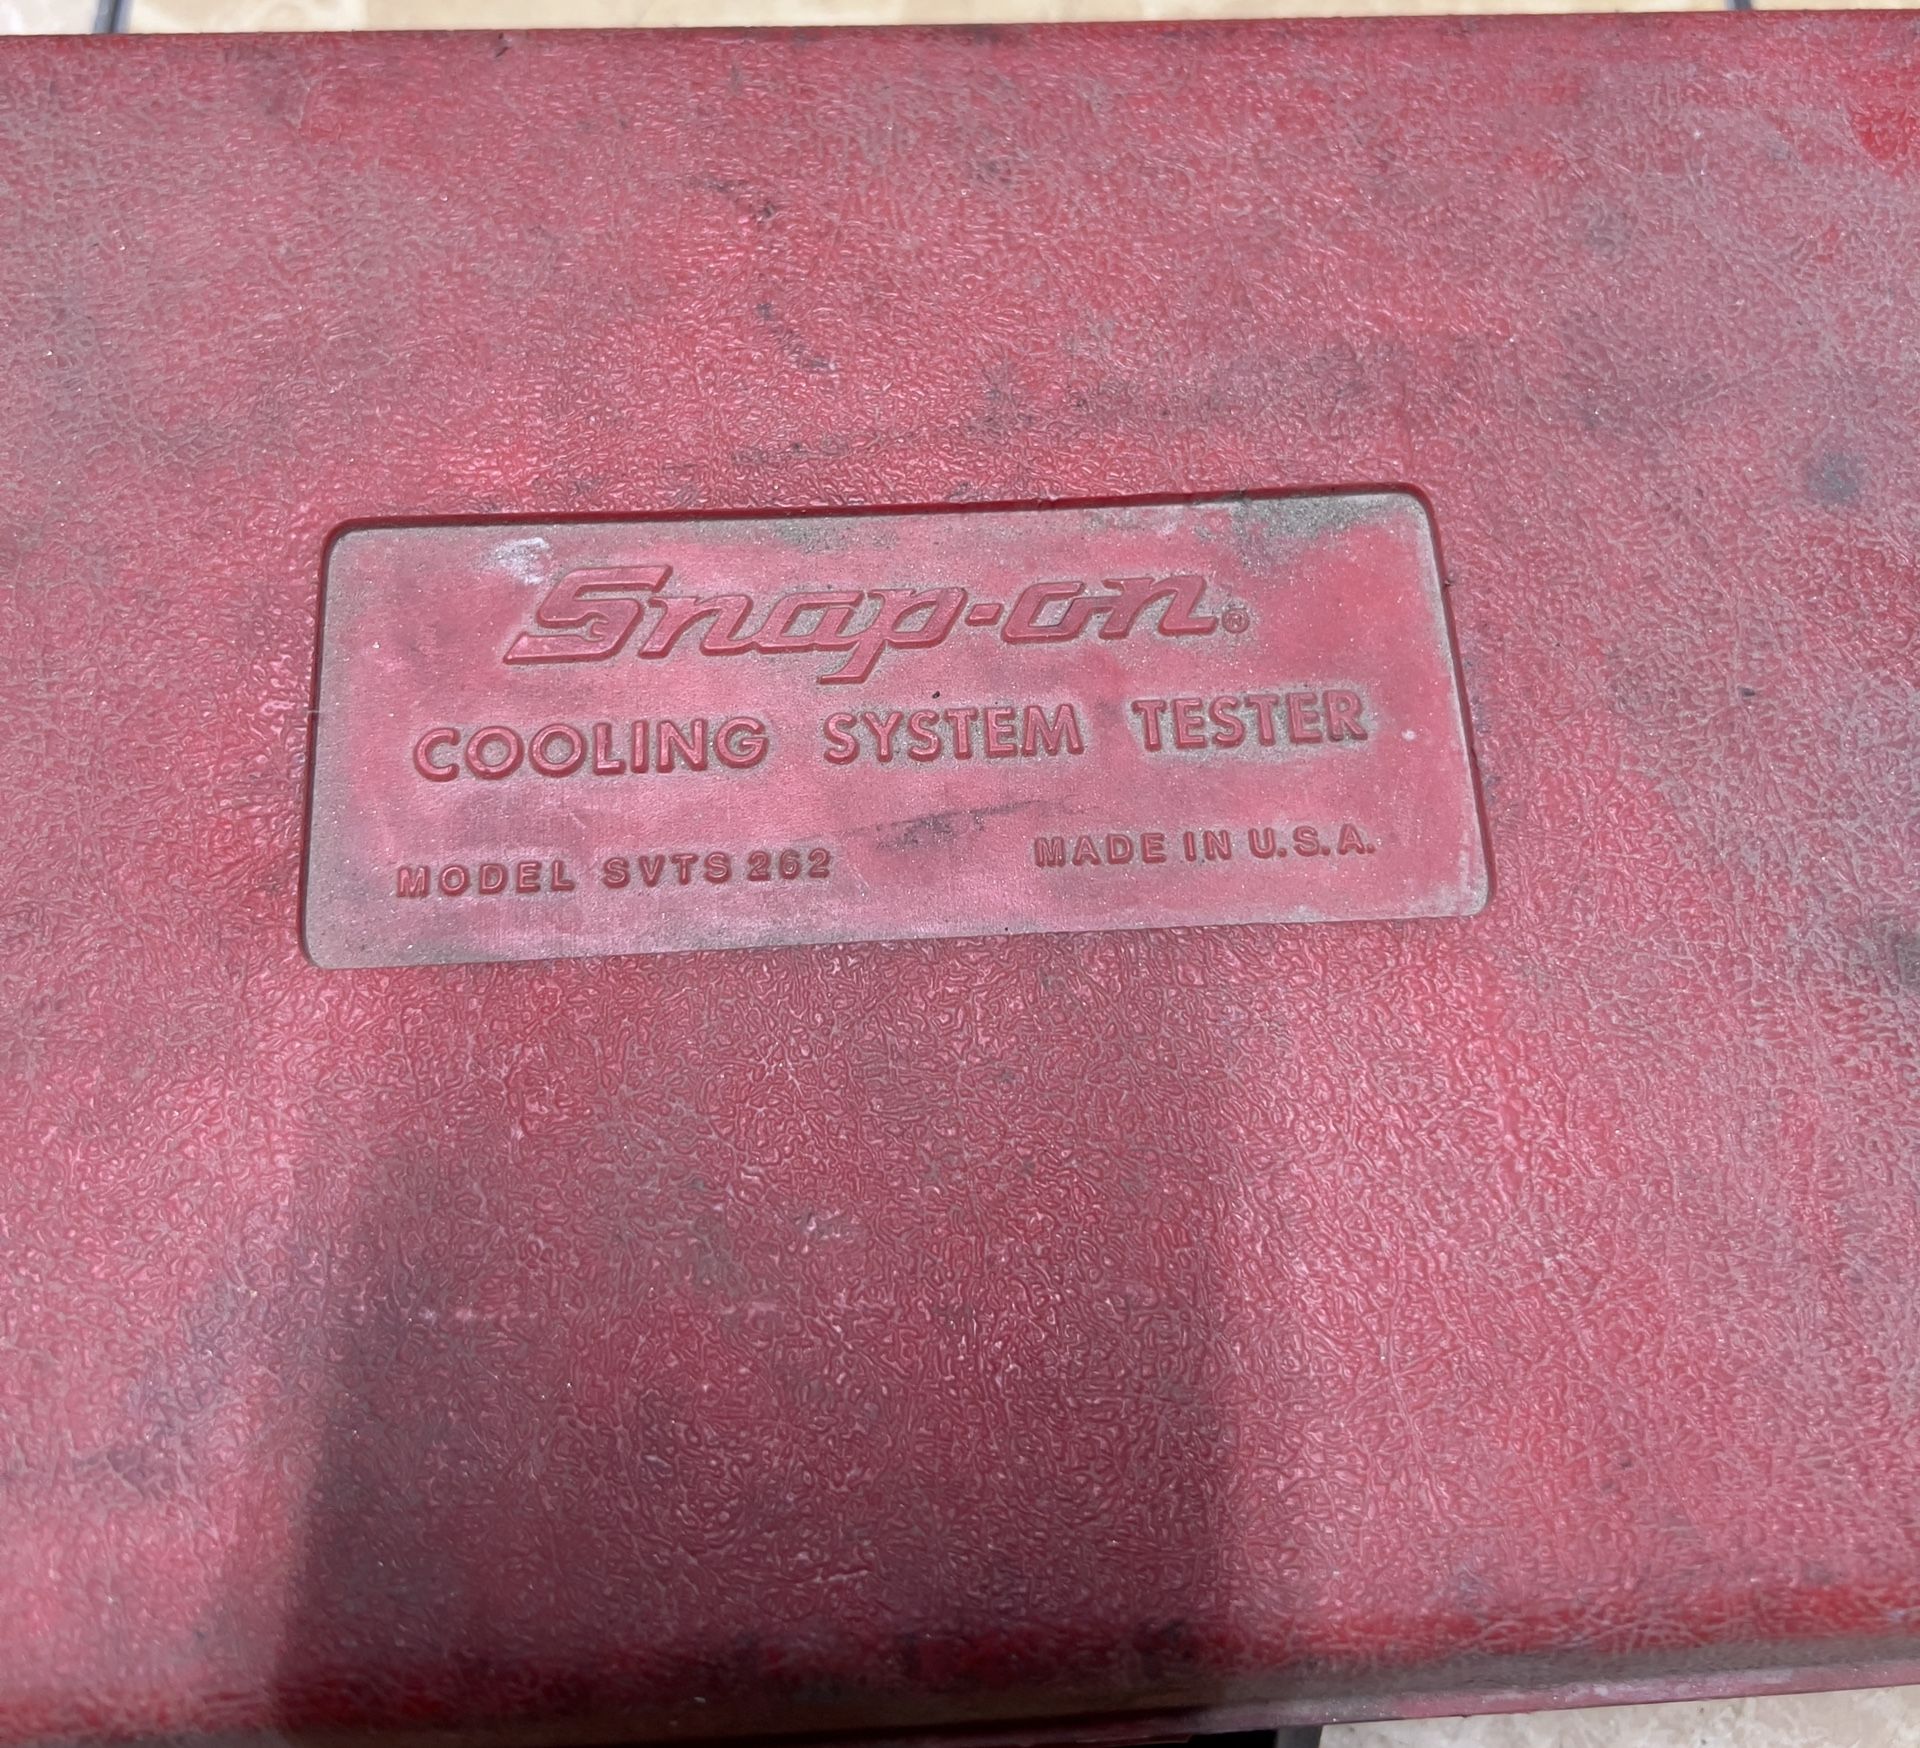 Snap-on®
COOLING SYSTEM TESTER
MODEL SVTS 262 MADE IN U.S.A.